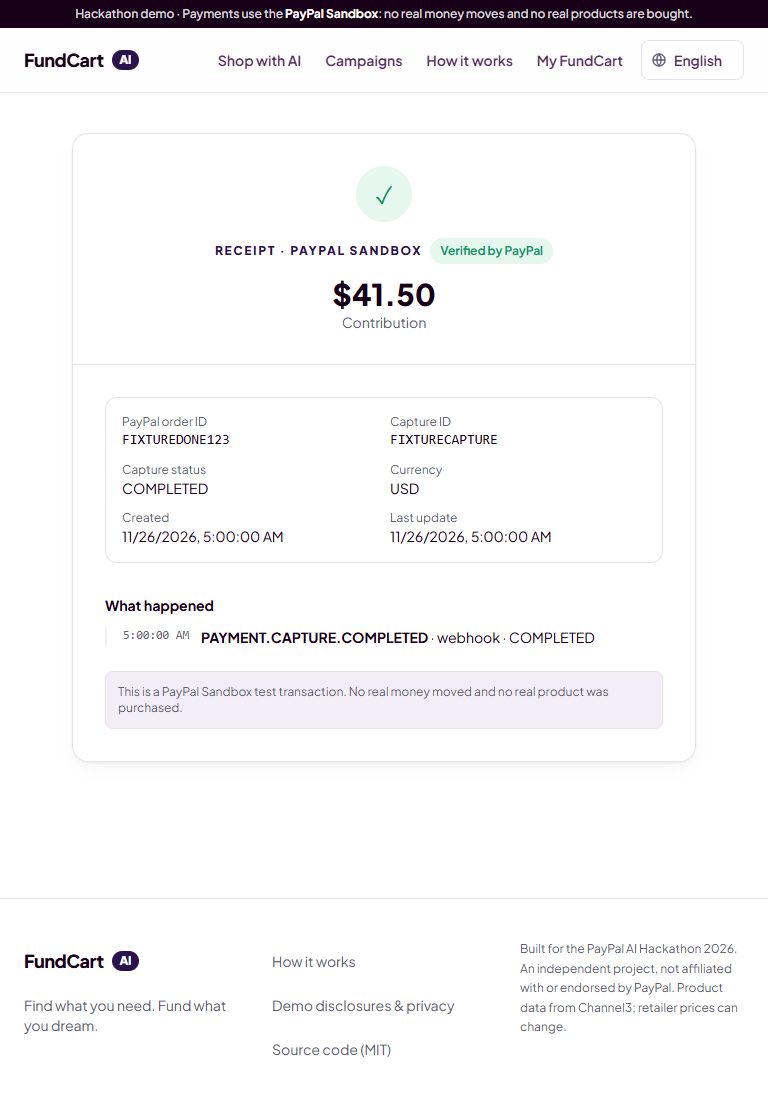 Hackathon demo · Payments use the PayPal Sandbox: no real money moves and no real products are bought.
FundCart AI
Shop with AI
Campaigns
How it works
My FundCart
English
✓
RECEIPT · PAYPAL SANDBOX
Verified by PayPal
$41.50
Contribution
PayPal order ID
FIXTUREDONE123
Capture ID
FIXTURECAPTURE
Capture status
COMPLETED
Currency
USD
Created
11/26/2026, 5:00:00 AM
Last update
11/26/2026, 5:00:00 AM
What happened
5:00:00 AM PAYMENT.CAPTURE.COMPLETED · webhook · COMPLETED
This is a PayPal Sandbox test transaction. No real money moved and no real product was
purchased.
FundCart AI
Find what you need. Fund what
you dream.
How it works
Demo disclosures & privacy
Source code (MIT)
Built for the PayPal AI Hackathon 2026.
An independent project, not affiliated
with or endorsed by PayPal. Product
data from Channel3; retailer prices can
change.